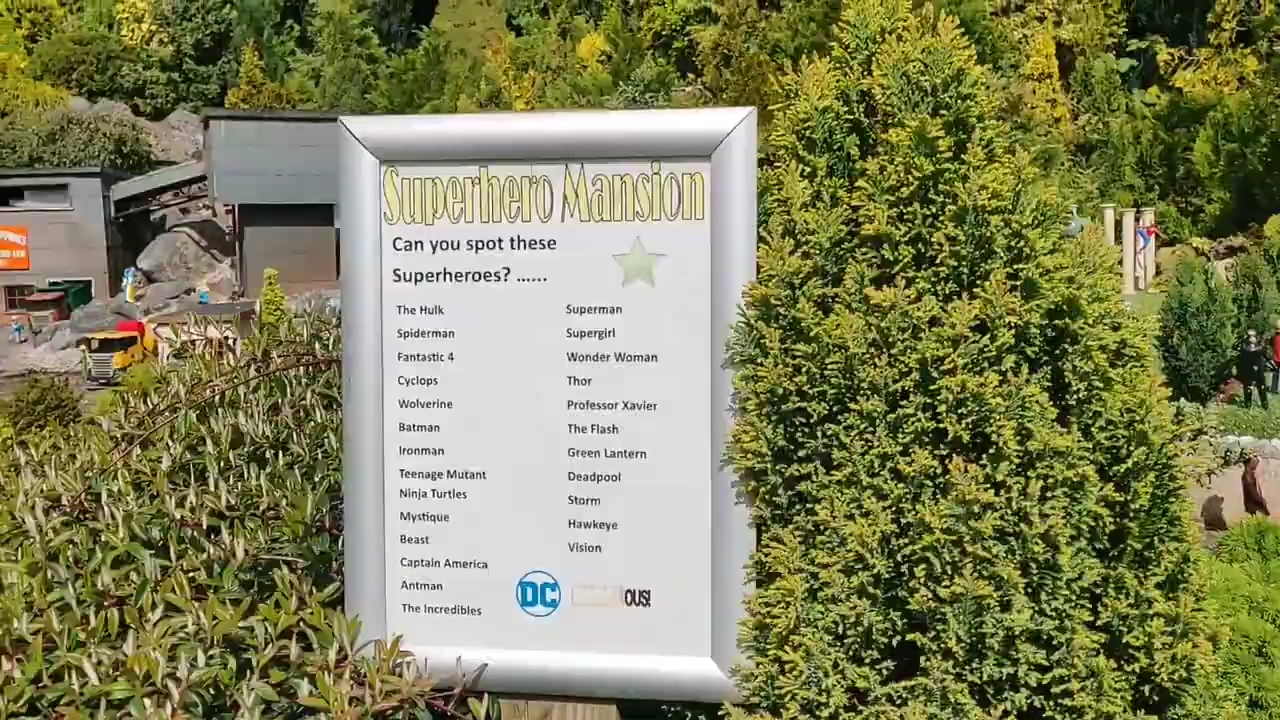 Superhero Mansion
Can you spot these
Superheroes? ......
The Hulk
Spiderman
Fantastic 4
Cyclops
Wolverine
Batman
Ironman
Teenage Mutant
Ninja Turtles
Mystique
Beast
Captain America
Antman
The Incredibles
Superman
Supergirl
Wonder Woman
Thor
Professor Xavier
The Flash
Green Lantern
Deadpool
Storm
Hawkeye
Vision
DC
OUS!